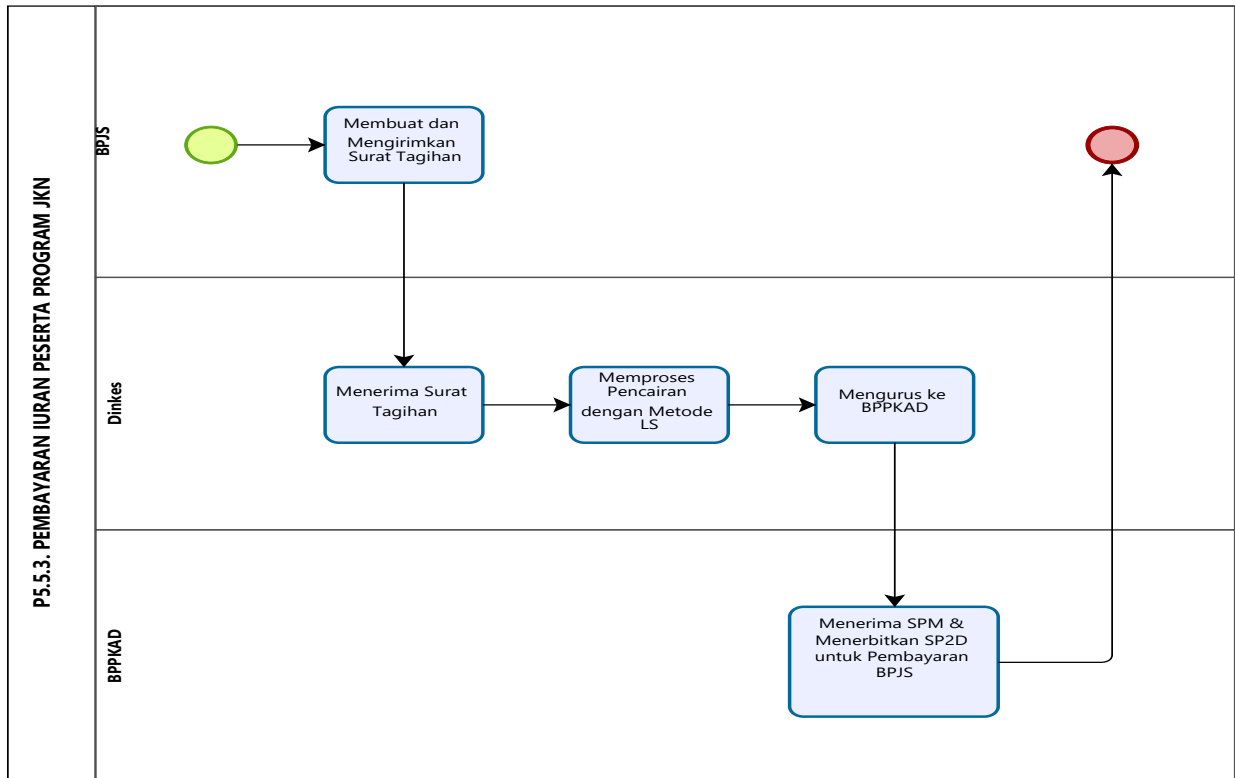 P5.5.3. PEMBAYARAN IURAN PESERTA PROGRAM JKN
BPJS
Membuat dan
Mengirimkan
Surat Tagihan
Dinkes
Menerima Surat
Tagihan
Memproses
Pencairan
dengan Metode
LS
Mengurus ke
BPPKAD
BPPKAD
Menerima SPM &
Menerbitkan SP2D
untuk Pembayaran
BPJS